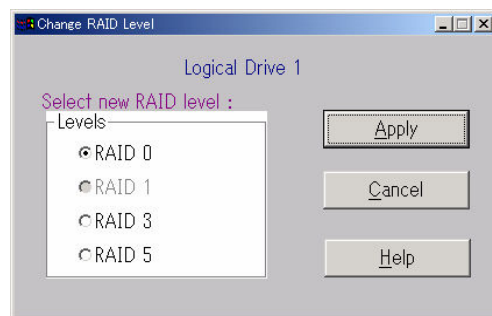 Change RAID Level
Logical Drive 1
Select new RAID level :
Levels
RAID 0
RAID 1
RAID 3
RAID 5
Apply
Cancel
Help